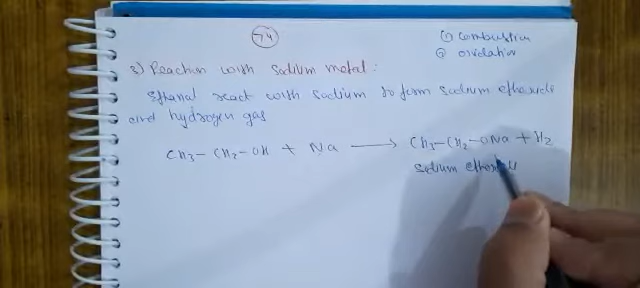 74
① Combustion
② oxidation
3) Reaction with sodium metal:
Ethanol react with sodium to form sodium ethoxide
and hydrogen gas
CH3-CH2-OH + Na ⟶ CH3-CH2-ONa + H2
sodium ethoxi